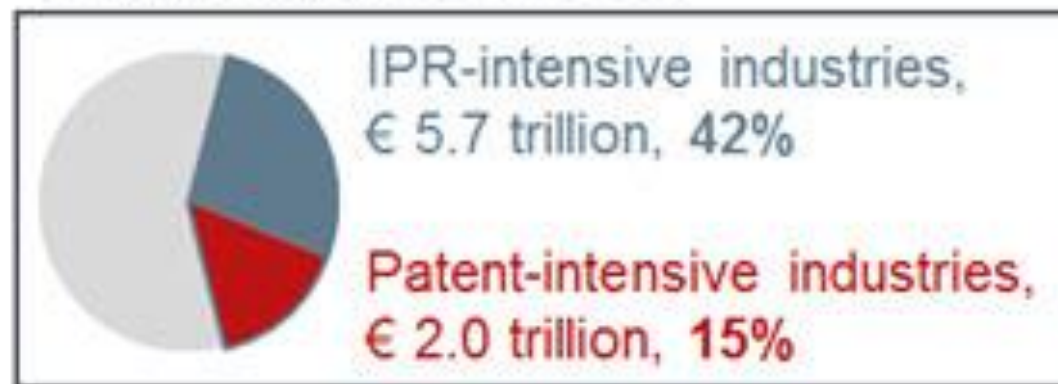 IPR-intensive industries,
€ 5.7 trillion, 42%
Patent-intensive industries,
€ 2.0 trillion, 15%